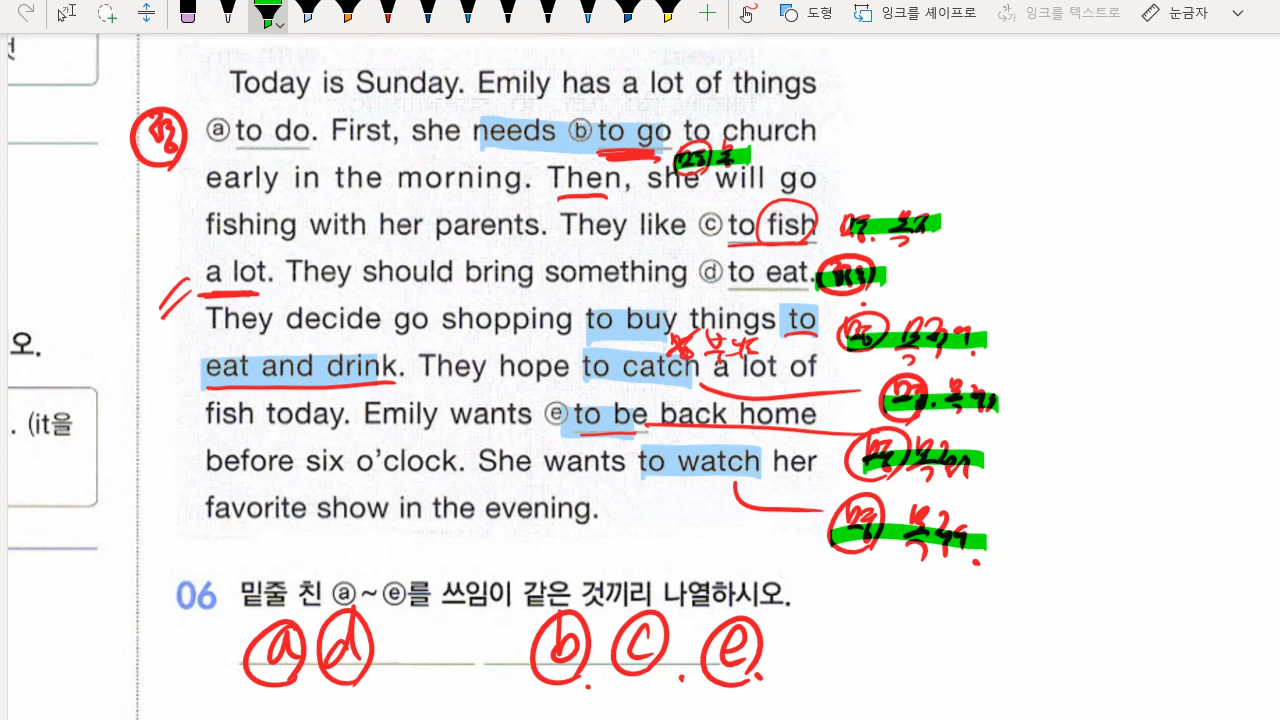 도형
잉크를 셰이프로
잉크를 텍스트로
눈금자
Today is Sunday. Emily has a lot of things
ⓐ to do. First, she needs ⓑ to go to church
early in the morning. Then, she will go
fishing with her parents. They like ⓒ to fish
a lot. They should bring something ⓓ to eat.
They decide go shopping to buy things to
eat and drink. They hope to catch a lot of
fish today. Emily wants ⓔ to be back home
before six o'clock. She wants to watch her
favorite show in the evening.
오.
. (it을
06 밑줄 친 ⓐ~ⓔ를 쓰임이 같은 것끼리 나열하시오.
ⓐ ⓓ ⓑ. ⓒ. ⓔ.